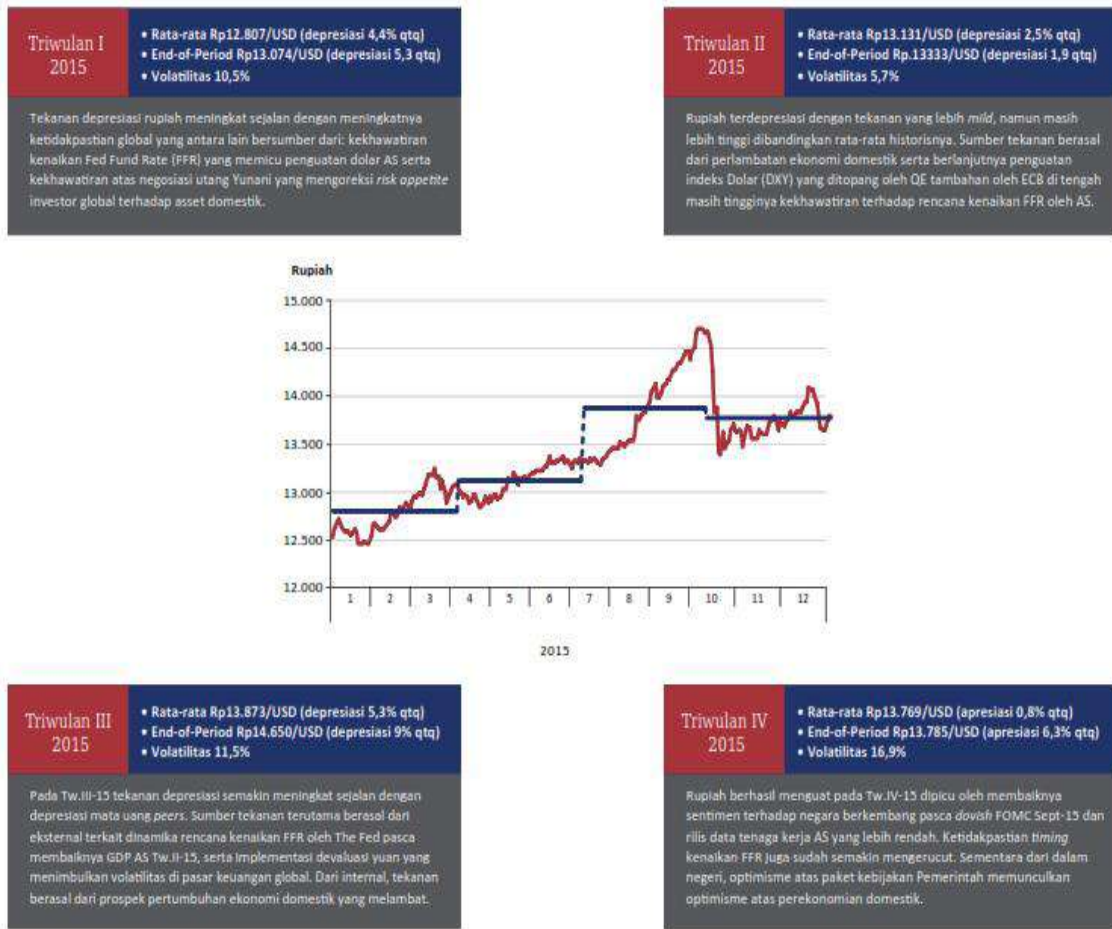 Triwulan I
2015
• Rata-rata Rp12.807/USD (depresiasi 4,4% qtq)
• End-of-Period Rp13.074/USD (depresiasi 5,3 qtq)
• Volatilitas 10,5%
Tekanan depresiasi rupiah meningkat sejalan dengan meningkatnya
ketidakpastian global yang antara lain bersumber dari: kekhawatiran
kenaikan Fed Fund Rate (FFR) yang memicu penguatan dolar AS serta
kekhawatiran atas negosiasi utang Yunani yang mengoreksi risk appetite
investor global terhadap asset domestik.
Triwulan II
2015
• Rata-rata Rp13.131/USD (depresiasi 2,5% qtq)
• End-of-Period Rp.13333/USD (depresiasi 1,9 qtq)
• Volatilitas 5,7%
Rupiah terdepresiasi dengan tekanan yang lebih mild, namun masih
lebih tinggi dibandingkan rata-rata historisnya. Sumber tekanan berasal
dari perlambatan ekonomi domestik serta berlanjutnya penguatan
indeks Dolar (DXY) yang ditopang oleh QE tambahan oleh ECB di tengah
masih tingginya kekhawatiran terhadap rencana kenaikan FFR oleh AS.
Rupiah
15.000
14.500
14.000
13.500
13.000
12.500
12.000
1 2 3 4 5 6 7 8 9 10 11 12
2015
Triwulan III
2015
• Rata-rata Rp13.873/USD (depresiasi 5,3% qtq)
• End-of-Period Rp14.650/USD (depresiasi 9% qtq)
• Volatilitas 11,5%
Pada Tw.III-15 tekanan depresiasi semakin meningkat sejalan dengan
depresiasi mata uang peers. Sumber tekanan terutama berasal dari
eksternal terkait dinamika rencana kenaikan FFR oleh The Fed pasca
membaiknya GDP AS Tw.II-15, serta implementasi devaluasi yuan yang
menimbulkan volatilitas di pasar keuangan global. Dari internal, tekanan
berasal dari prospek pertumbuhan ekonomi domestik yang melambat.
Triwulan IV
2015
• Rata-rata Rp13.769/USD (apresiasi 0,8% qtq)
• End-of-Period Rp13.785/USD (apresiasi 6,3% qtq)
• Volatilitas 16,9%
Rupiah berhasil menguat pada Tw.IV-15 dipicu oleh membaiknya
sentimen terhadap negara berkembang pasca dovish FOMC Sept-15 dan
rilis data tenaga kerja AS yang lebih rendah. Ketidakpastian timing
kenaikan FFR juga sudah semakin mengerucut. Sementara dari dalam
negeri, optimisme atas paket kebijakan Pemerintah memunculkan
optimisme atas perekonomian domestik.